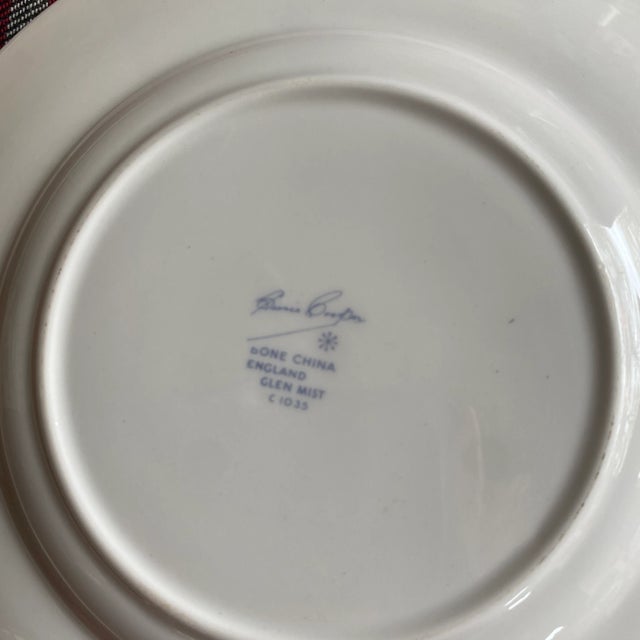 Susie Cooper
BONE CHINA
ENGLAND
GLEN MIST
C 1035